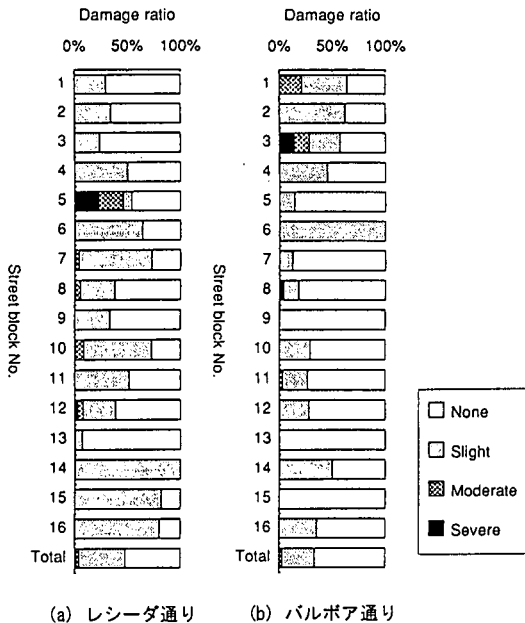 Damage ratio
0% 50% 100%
1
2
3
4
5
6
7
8
9
10
11
12
13
14
15
16
Total
Street block No.
(a) レシーダ通り
Damage ratio
0% 50% 100%
1
2
3
4
5
6
7
8
9
10
11
12
13
14
15
16
Total
Street block No.
(b) バルボア通り
None
Slight
Moderate
Severe